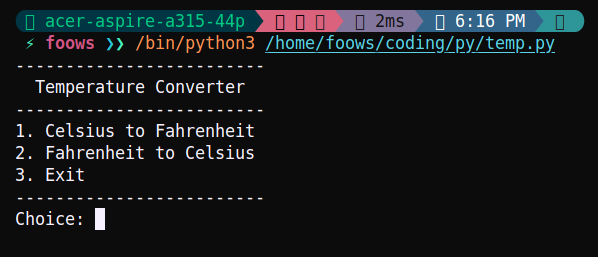 acer-aspire-a315-44p 2ms 6:16 PM
⚡ foows ❯❯ /bin/python3 /home/foows/coding/py/temp.py
-------------------------
Temperature Converter
-------------------------
1. Celsius to Fahrenheit
2. Fahrenheit to Celsius
3. Exit
-------------------------
Choice: